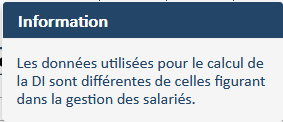 Information
Les données utilisées pour le calcul de
la DI sont différentes de celles figurant
dans la gestion des salariés.